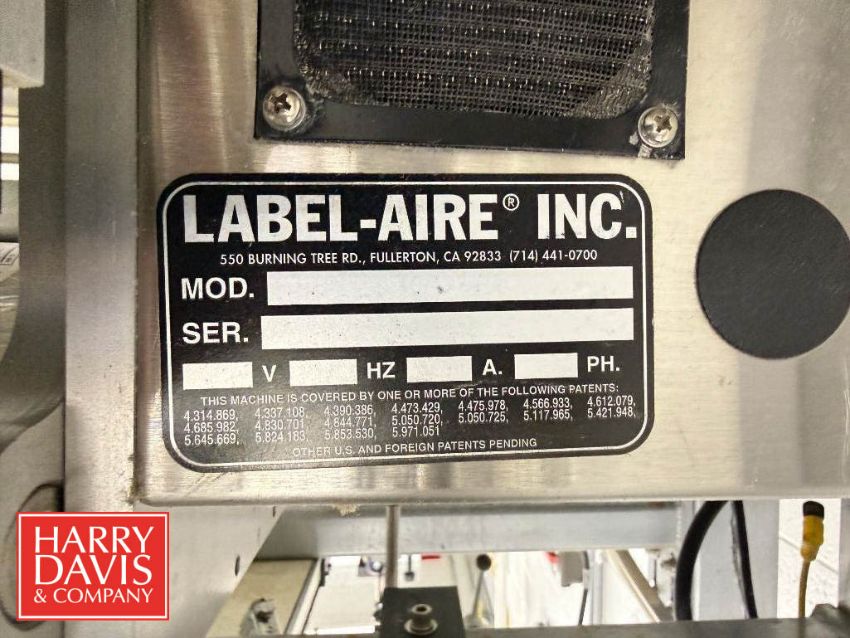 LABEL-AIRE® INC.
550 BURNING TREE RD., FULLERTON, CA 92833 (714) 441-0700
MOD.
SER.
V HZ A. PH.
THIS MACHINE IS COVERED BY ONE OR MORE OF THE FOLLOWING PATENTS:
4.314.869, 4.337.108, 4.390.386, 4.473.429, 4.475.978, 4.566.933, 4.612.079,
4.685.982, 4.830.701, 4.844.771, 5.050.720, 5.050.725, 5.117.965, 5.421.948,
5.645.669, 5.824.183, 5.853.530, 5.971.051
OTHER U.S. AND FOREIGN PATENTS PENDING
HARRY
DAVIS
& COMPANY